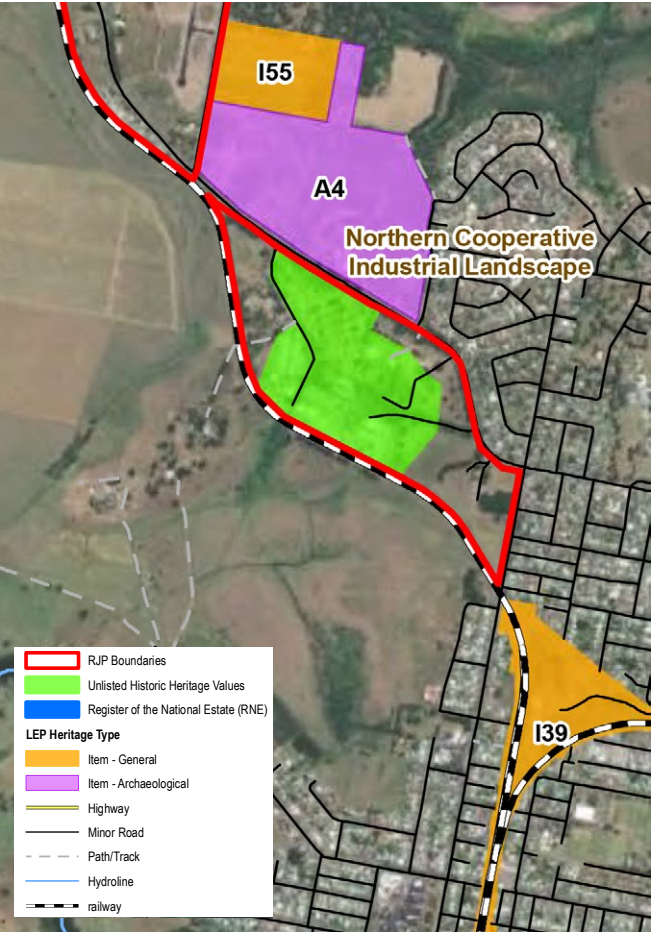 I55
A4
Northern Cooperative
Industrial Landscape
I39
RJP Boundaries
Unlisted Historic Heritage Values
Register of the National Estate (RNE)
LEP Heritage Type
Item - General
Item - Archaeological
Highway
Minor Road
Path/Track
Hydroline
railway